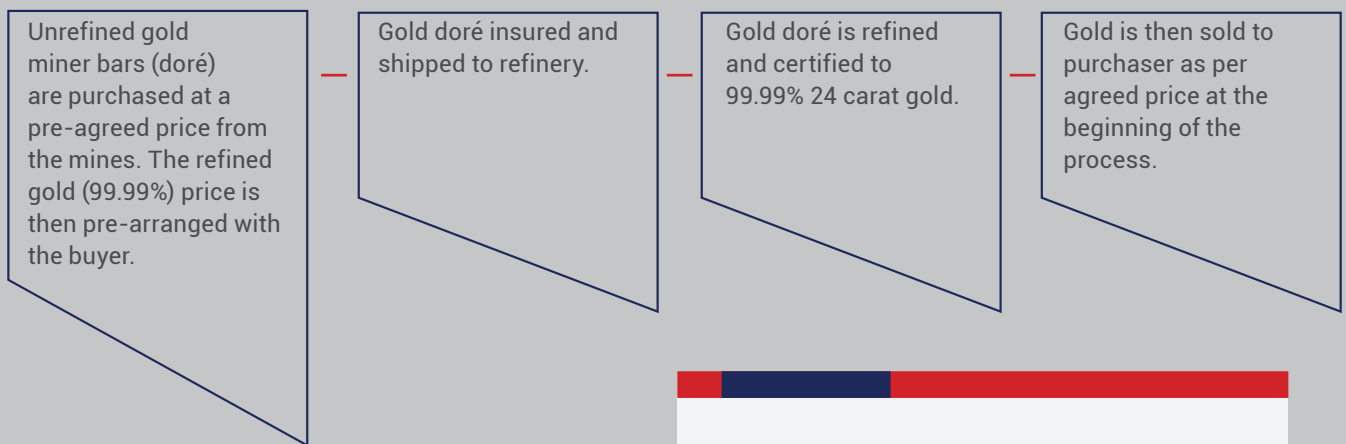 Unrefined gold
miner bars (doré)
are purchased at a
pre-agreed price from
the mines. The refined
gold (99.99%) price is
then pre-arranged with
the buyer.
Gold doré insured and
shipped to refinery.
Gold doré is refined
and certified to
99.99% 24 carat gold.
Gold is then sold to
purchaser as per
agreed price at the
beginning of the
process.